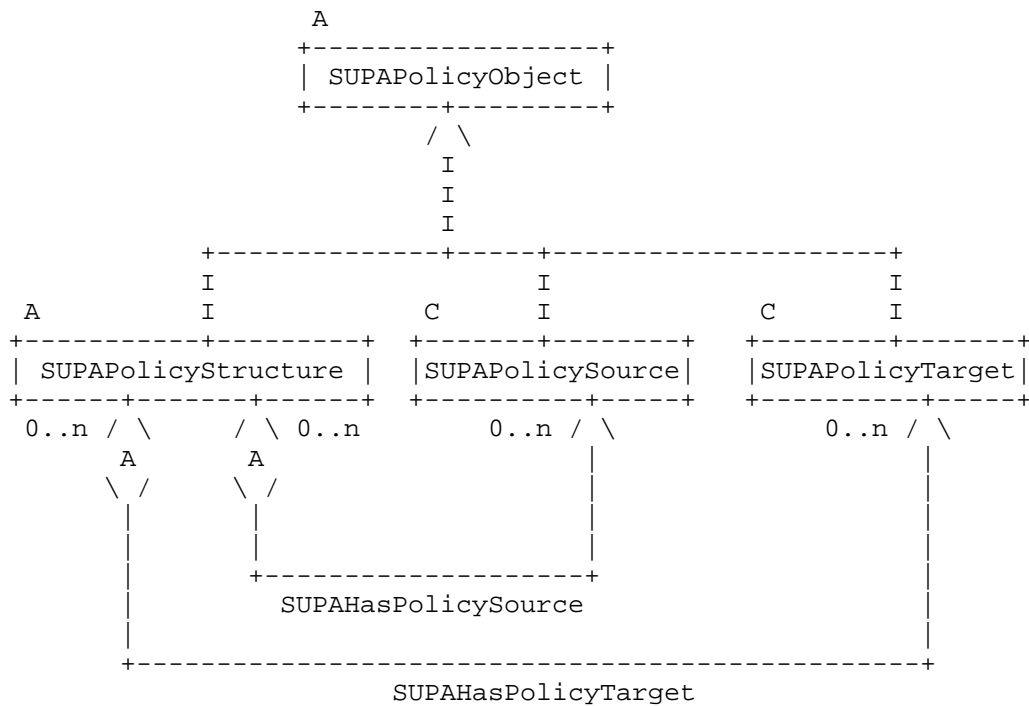 A
+------------------+
| SUPAPolicyObject |
+--------+---------+
/ \
I
I
I
+--------------+-----+---------------------+
I I I
A I C I C I
+-----------+---------+ +-------+--------+ +--------+-------+
| SUPAPolicyStructure | |SUPAPolicySource| |SUPAPolicyTarget|
+------+-------+------+ +----------+-----+ +----------+-----+
0..n / \ / \ 0..n 0..n / \ 0..n / \
A A | |
\ / \ / | |
| | | |
| | | |
| +--------------------+ |
| SUPAHasPolicySource |
| |
+-------------------------------------------------+
SUPAHasPolicyTarget